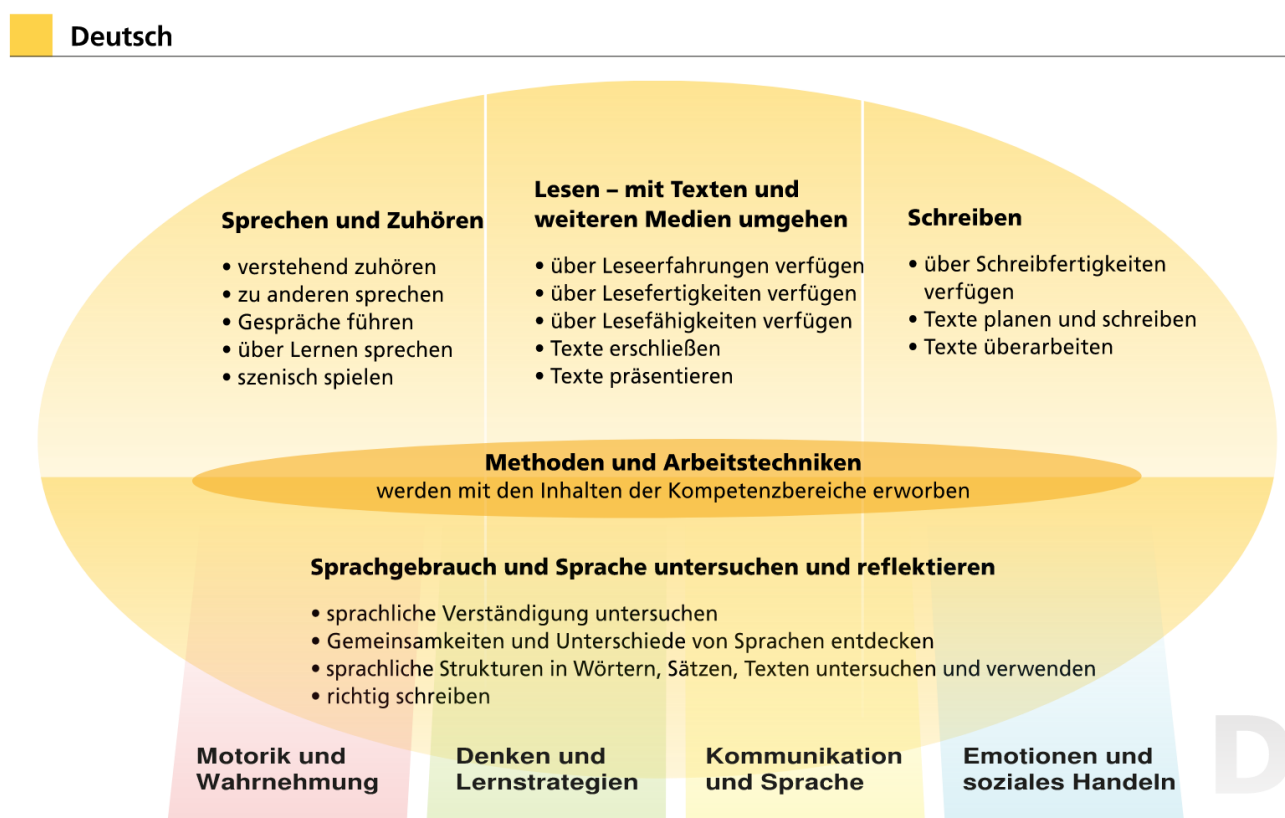 Deutsch
Sprechen und Zuhören
• verstehend zuhören
• zu anderen sprechen
• Gespräche führen
• über Lernen sprechen
• szenisch spielen
Lesen – mit Texten und
weiteren Medien umgehen
• über Leseerfahrungen verfügen
• über Lesefertigkeiten verfügen
• über Lesefähigkeiten verfügen
• Texte erschließen
• Texte präsentieren
Schreiben
• über Schreibfertigkeiten
verfügen
• Texte planen und schreiben
• Texte überarbeiten
Methoden und Arbeitstechniken
werden mit den Inhalten der Kompetenzbereiche erworben
Sprachgebrauch und Sprache untersuchen und reflektieren
• sprachliche Verständigung untersuchen
• Gemeinsamkeiten und Unterschiede von Sprachen entdecken
• sprachliche Strukturen in Wörtern, Sätzen, Texten untersuchen und verwenden
• richtig schreiben
Motorik und
Wahrnehmung
Denken und
Lernstrategien
Kommunikation
und Sprache
Emotionen und
soziales Handeln
D